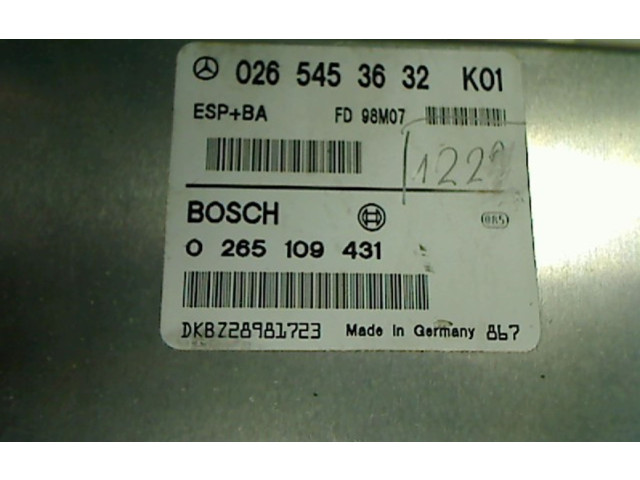 026 545 36 32 K01
ESP+BA FD 98M07
BOSCH
0 265 109 431
DKBZ28981723 Made in Germany 867